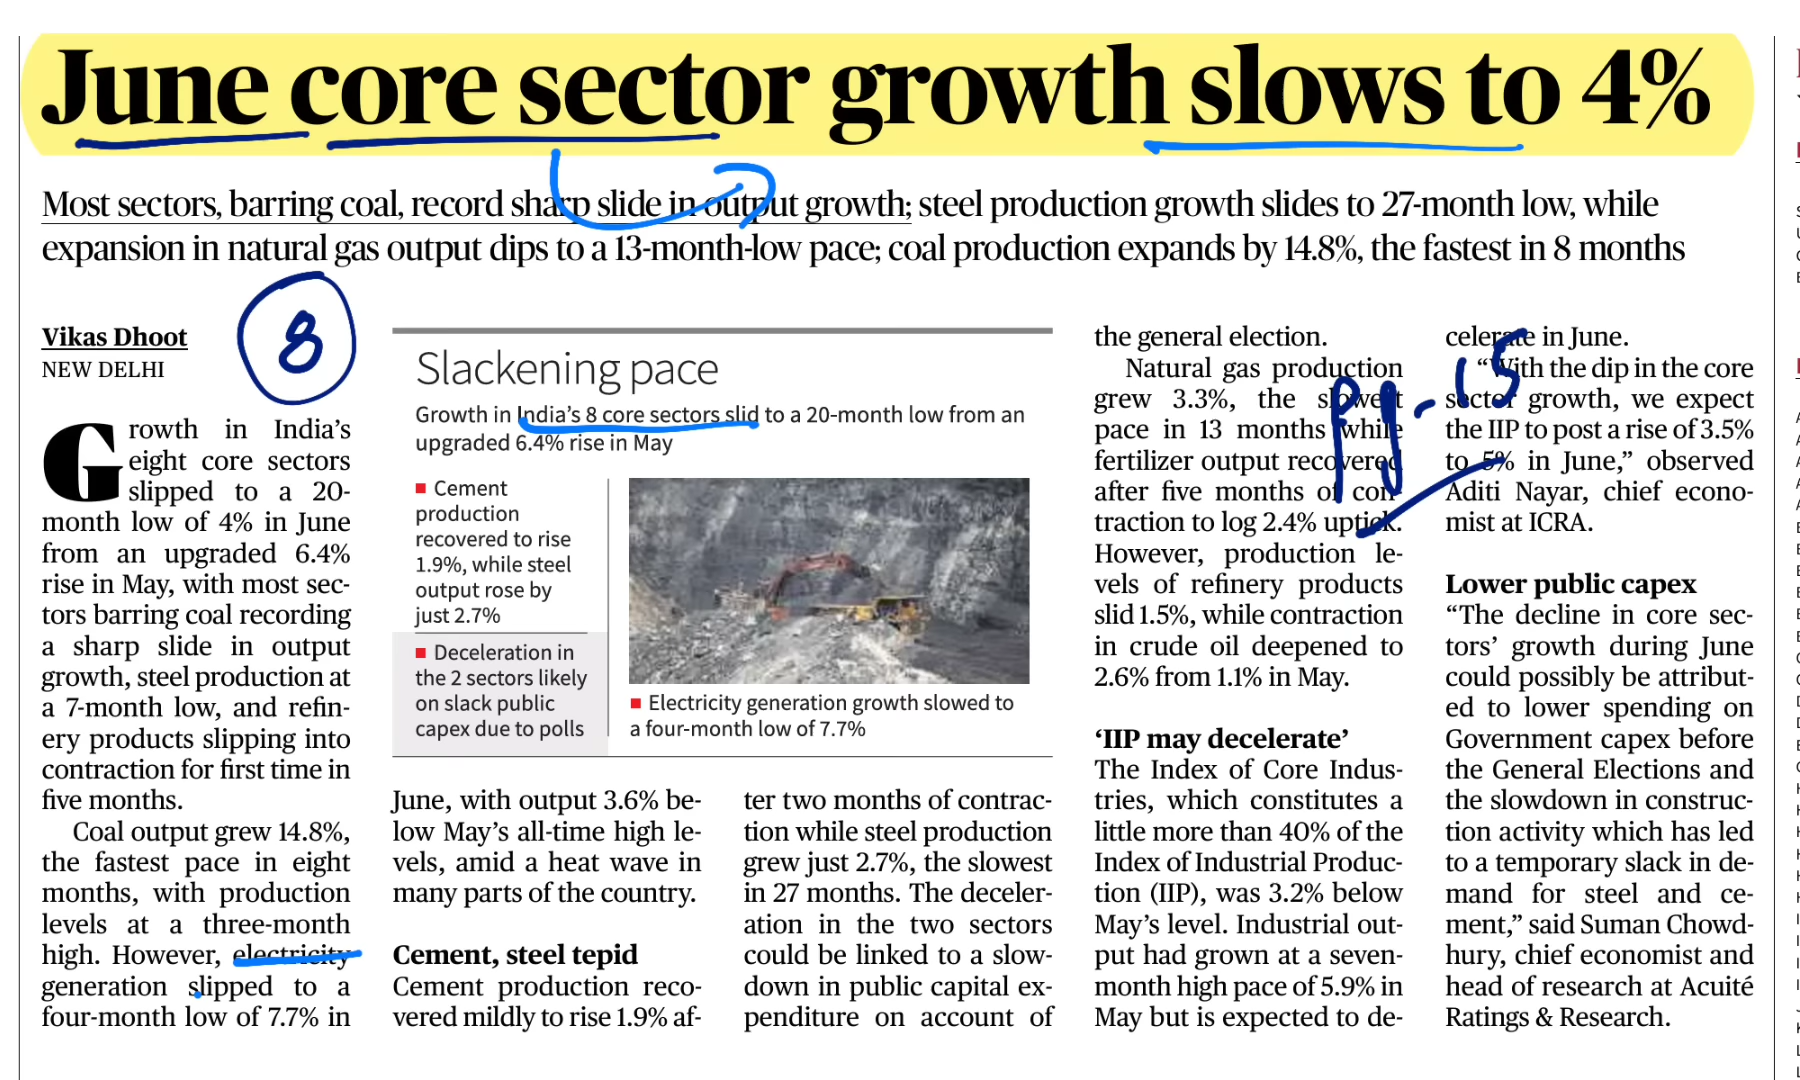 June core sector growth slows to 4%
Most sectors, barring coal, record sharp slide in output growth; steel production growth slides to 27-month low, while
expansion in natural gas output dips to a 13-month-low pace; coal production expands by 14.8%, the fastest in 8 months
Vikas Dhoot
NEW DELHI
8
Growth in India’s
eight core sectors
slipped to a 20-
month low of 4% in June
from an upgraded 6.4%
rise in May, with most sec-
tors barring coal recording
a sharp slide in output
growth, steel production at
a 7-month low, and refin-
ery products slipping into
contraction for first time in
five months.
Coal output grew 14.8%,
the fastest pace in eight
months, with production
levels at a three-month
high. However, electricity
generation slipped to a
four-month low of 7.7% in
Slackening pace
Growth in India’s 8 core sectors slid to a 20-month low from an
upgraded 6.4% rise in May
Cement
production
recovered to rise
1.9%, while steel
output rose by
just 2.7%
Deceleration in
the 2 sectors likely
on slack public
capex due to polls
Electricity generation growth slowed to
a four-month low of 7.7%
June, with output 3.6% be-
low May’s all-time high le-
vels, amid a heat wave in
many parts of the country.
Cement, steel tepid
Cement production reco-
vered mildly to rise 1.9% af-
ter two months of contrac-
tion while steel production
grew just 2.7%, the slowest
in 27 months. The deceler-
ation in the two sectors
could be linked to a slow-
down in public capital ex-
penditure on account of
the general election.
Natural gas production
grew 3.3%, the slowest
pace in 13 months while
fertilizer output recovered
after five months of con-
traction to log 2.4% uptick.
However, production le-
vels of refinery products
slid 1.5%, while contraction
in crude oil deepened to
2.6% from 1.1% in May.
‘IIP may decelerate’
The Index of Core Indus-
tries, which constitutes a
little more than 40% of the
Index of Industrial Produc-
tion (IIP), was 3.2% below
May’s level. Industrial out-
put had grown at a seven-
month high pace of 5.9% in
May but is expected to de-
Pg-15
celerate in June.
“With the dip in the core
sector growth, we expect
the IIP to post a rise of 3.5%
to 5% in June,” observed
Aditi Nayar, chief econo-
mist at ICRA.
Lower public capex
“The decline in core sec-
tors’ growth during June
could possibly be attribut-
ed to lower spending on
Government capex before
the General Elections and
the slowdown in construc-
tion activity which has led
to a temporary slack in de-
mand for steel and ce-
ment,” said Suman Chowd-
hury, chief economist and
head of research at Acuité
Ratings & Research.